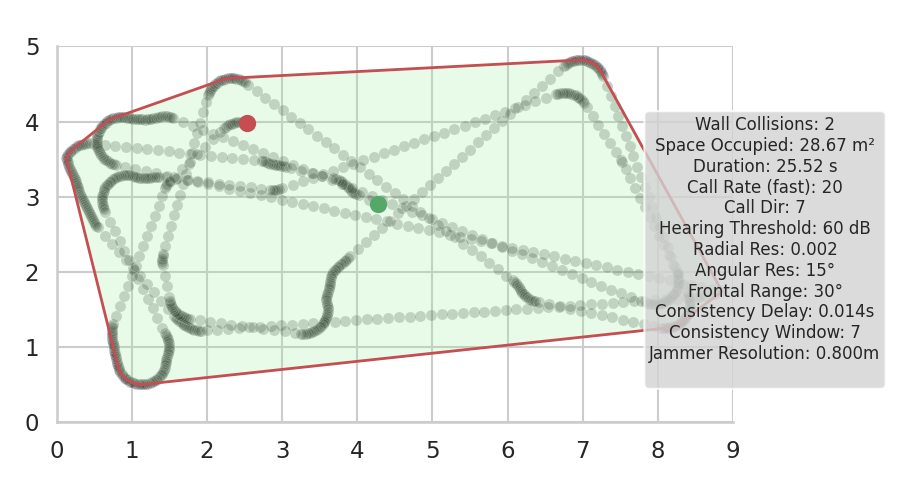 5
4
3
2
1
0
0 1 2 3 4 5 6 7 8 9
Wall Collisions: 2
Space Occupied: 28.67 m²
Duration: 25.52 s
Call Rate (fast): 20
Call Dir: 7
Hearing Threshold: 60 dB
Radial Res: 0.002
Angular Res: 15°
Frontal Range: 30°
Consistency Delay: 0.014s
Consistency Window: 7
Jammer Resolution: 0.800m